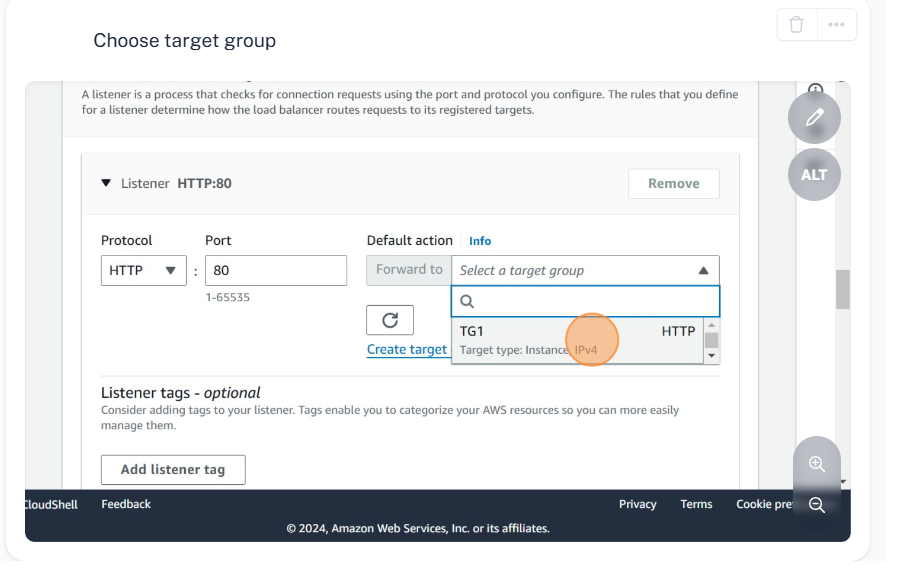 Choose target group
A listener is a process that checks for connection requests using the port and protocol you configure. The rules that you define
for a listener determine how the load balancer routes requests to its registered targets.
ALT
Listener HTTP:80
Remove
Protocol Port Default action Info
HTTP : 80 Forward to Select a target group
1-65535
TG1 HTTP
Target type: Instance, IPv4
Create target
Listener tags - optional
Consider adding tags to your listener. Tags enable you to categorize your AWS resources so you can more easily
manage them.
Add listener tag
CloudShell Feedback Privacy Terms Cookie pre
© 2024, Amazon Web Services, Inc. or its affiliates.